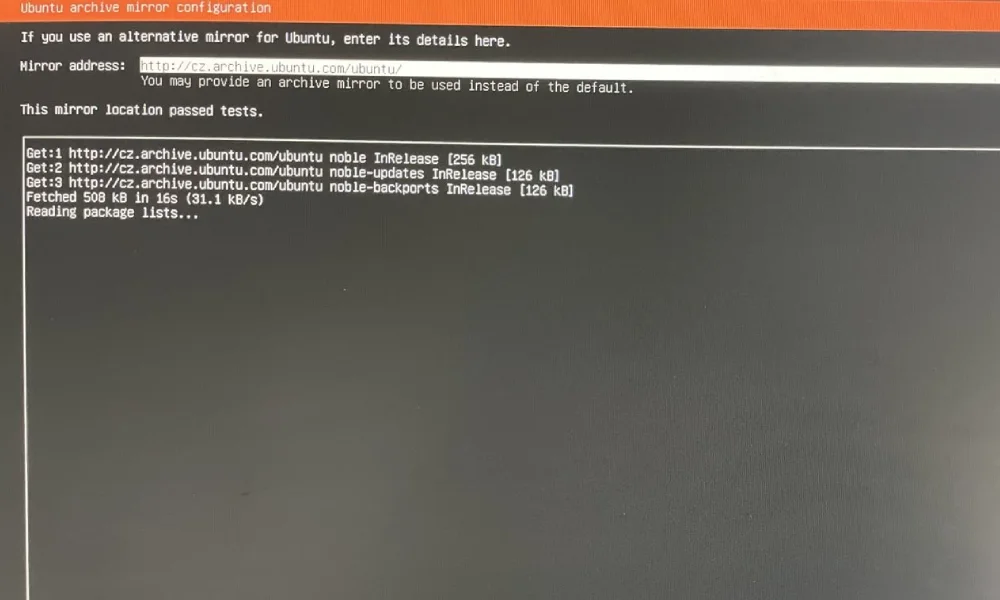 Ubuntu archive mirror configuration
If you use an alternative mirror for Ubuntu, enter its details here.
Mirror address: http://cz.archive.ubuntu.com/ubuntu/
You may provide an archive mirror to be used instead of the default.
This mirror location passed tests.
Get:1 http://cz.archive.ubuntu.com/ubuntu noble InRelease [256 kB]
Get:2 http://cz.archive.ubuntu.com/ubuntu noble-updates InRelease [126 kB]
Get:3 http://cz.archive.ubuntu.com/ubuntu noble-backports InRelease [126 kB]
Fetched 508 kB in 16s (31.1 kB/s)
Reading package lists...